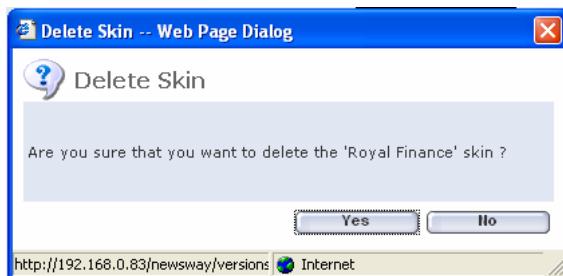 Delete Skin -- Web Page Dialog
Delete Skin
Are you sure that you want to delete the 'Royal Finance' skin ?
Yes No
http://192.168.0.83/newsway/versions Internet